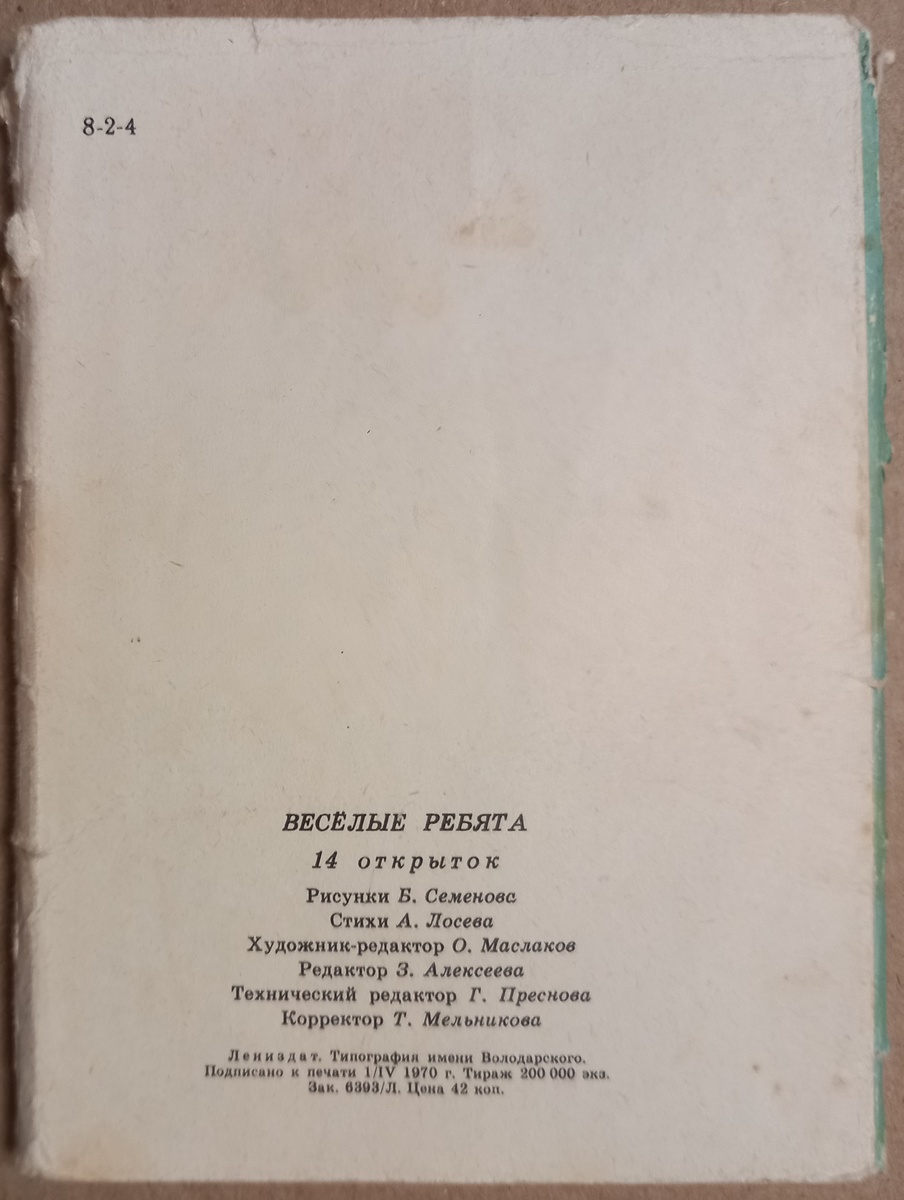 8-2-4
ВЕСЁЛЫЕ РЕБЯТА
14 открыток
Рисунки Б. Семенова
Стихи А. Лосева
Художник-редактор О. Маслаков
Редактор З. Алексеева
Технический редактор Г. Преснова
Корректор Т. Мельникова
Лениздат. Типография имени Володарского.
Подписано к печати 1/IV 1970 г. Тираж 200 000 экз.
Зак. 6393/Л. Цена 42 коп.